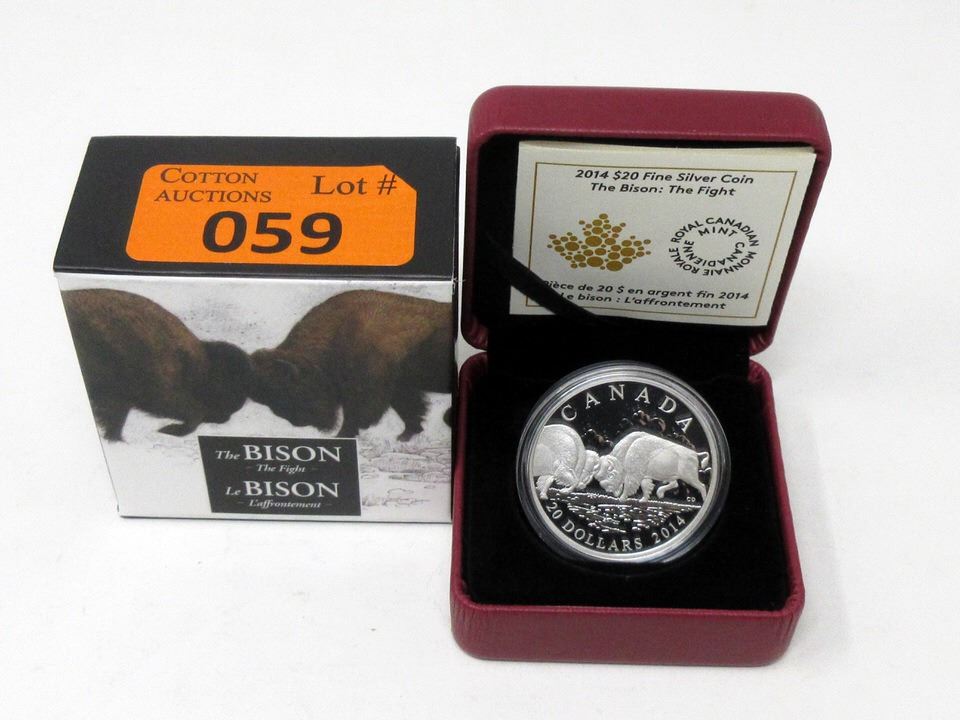 COTTON
AUCTIONS
Lot #
059
The BISON
- The Fight -
Le BISON
- L'affrontement -
2014 $20 Fine Silver Coin
The Bison: The Fight
ROYAL CANADIAN MINT
MONNAIE ROYALE CANADIENNE
Pièce de 20 $ en argent fin 2014
Le bison : L'affrontement
CANADA
CD
20 DOLLARS 2014